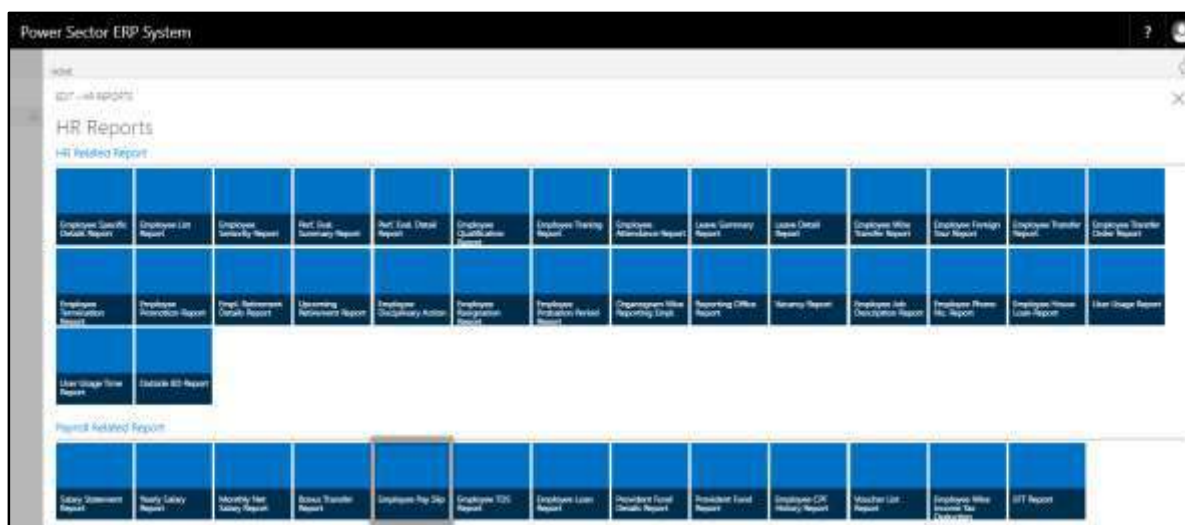 Power Sector ERP System ?
HOME
EDIT - HR REPORTS
HR Reports
HR Related Report
Employee Specific Details Report
Employee List Report
Employee Seniority Report
Perf. Eval. Summary Report
Perf. Eval. Detail Report
Employee Qualification Report
Employee Training Report
Employee Attendance Report
Leave Summary Report
Leave Detail Report
Employee Wise Transfer Report
Employee Foreign Tour Report
Employee Transfer Report
Employee Transfer Order Report
Employee Termination Report
Employee Promotion Report
Empl. Retirement Details Report
Upcoming Retirement Report
Employee Disciplinary Action
Employee Resignation Report
Employee Probation Period Report
Organogram Wise Reporting Empl.
Reporting Office Report
Vacancy Report
Employee Job Description Report
Employee Phone No. Report
Employee House Loan Report
User Usage Report
User Usage Time Report
Outside BD Report
Payroll Related Report
Salary Statement Report
Yearly Salary Report
Monthly Net Salary Report
Bonus Transfer Report
Employee Pay Slip
Employee TDS Report
Employee Loan Report
Provident Fund Details Report
Provident Fund Report
Employee CPF History Report
Voucher List Report
Employee Wise Income Tax Deduction
Report